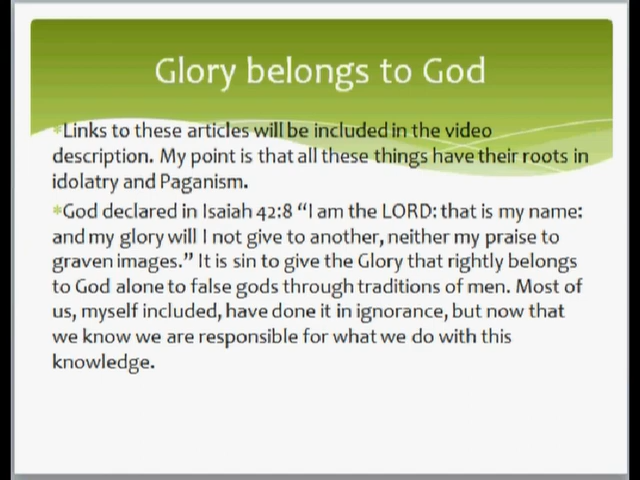 Glory belongs to God
*Links to these articles will be included in the video
description. My point is that all these things have their roots in
idolatry and Paganism.
*God declared in Isaiah 42:8 “I am the LORD: that is my name:
and my glory will I not give to another, neither my praise to
graven images.” It is sin to give the Glory that rightly belongs
to God alone to false gods through traditions of men. Most of
us, myself included, have done it in ignorance, but now that
we know we are responsible for what we do with this
knowledge.